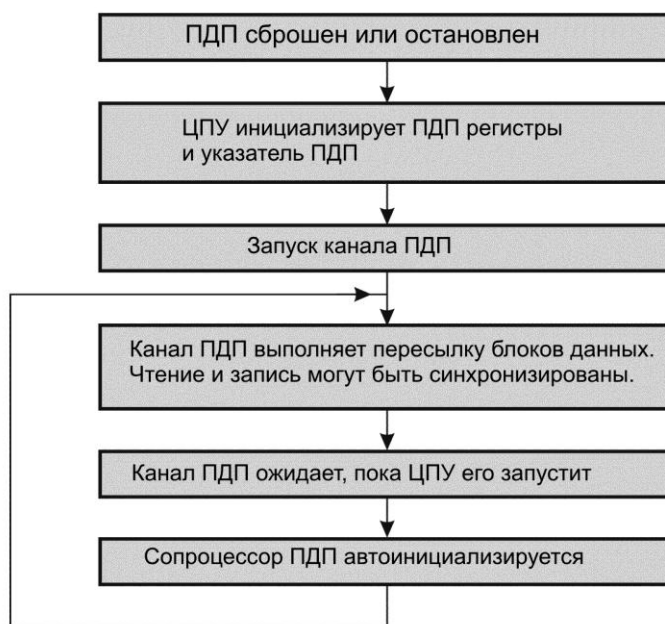 ПДП сброшен или остановлен
ЦПУ инициализирует ПДП регистры
и указатель ПДП
Запуск канала ПДП
Канал ПДП выполняет пересылку блоков данных.
Чтение и запись могут быть синхронизированы.
Канал ПДП ожидает, пока ЦПУ его запустит
Сопроцессор ПДП автоинициализируется